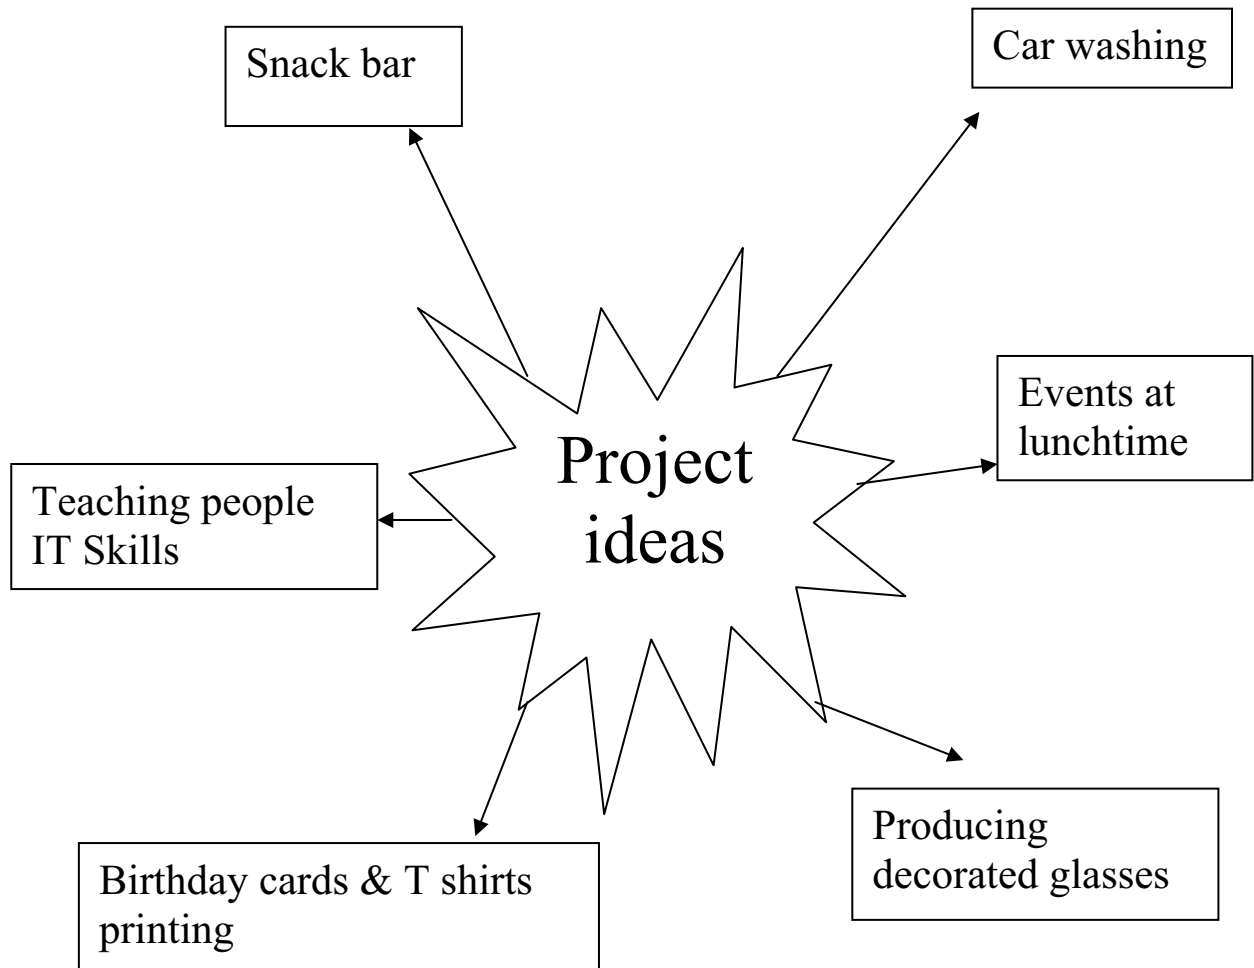 Snack bar
Car washing
Project
ideas
Events at
lunchtime
Teaching people
IT Skills
Birthday cards & T shirts
printing
Producing
decorated glasses